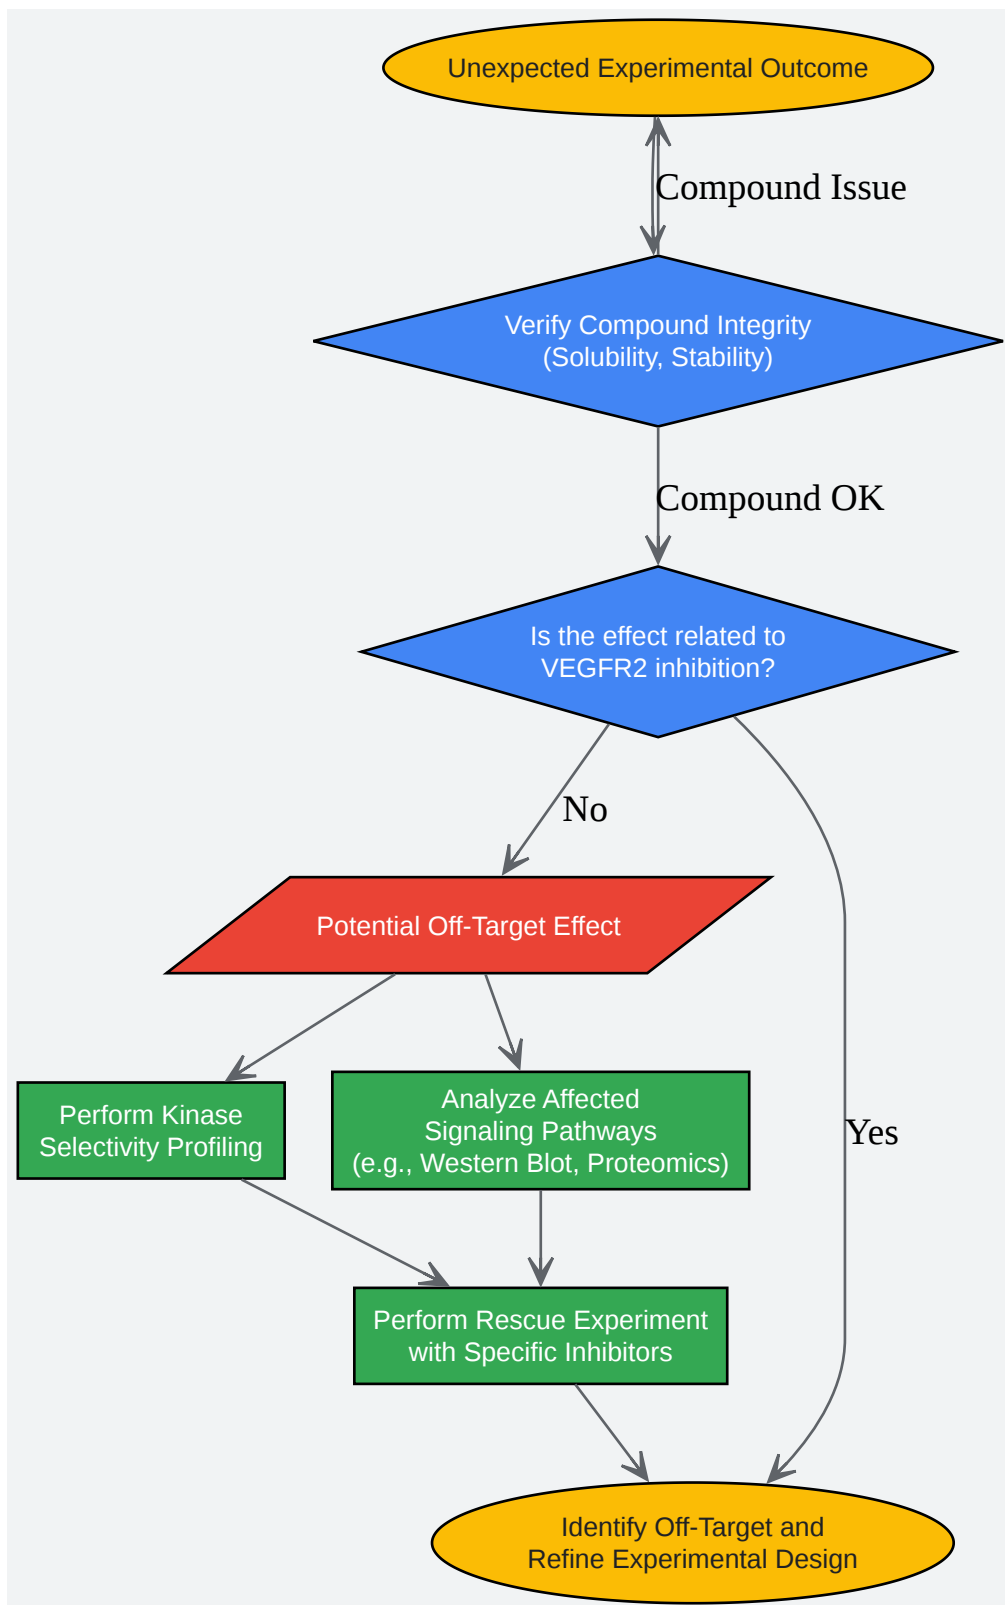 Unexpected Experimental Outcome
Compound Issue
Verify Compound Integrity
(Solubility, Stability)
Compound OK
Is the effect related to
VEGFR2 inhibition?
No
Potential Off-Target Effect
Perform Kinase
Selectivity Profiling
Analyze Affected
Signaling Pathways
(e.g., Western Blot, Proteomics)
Yes
Perform Rescue Experiment
with Specific Inhibitors
Identify Off-Target and
Refine Experimental Design